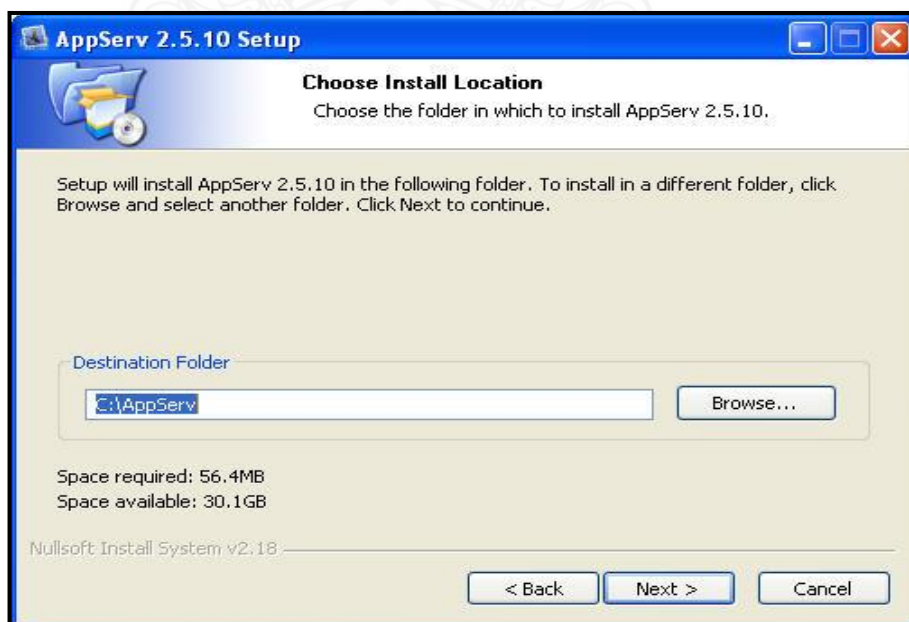 AppServ 2.5.10 Setup
Choose Install Location
Choose the folder in which to install AppServ 2.5.10.
Setup will install AppServ 2.5.10 in the following folder. To install in a different folder, click
Browse and select another folder. Click Next to continue.
Destination Folder
C:\AppServ
Browse...
Space required: 56.4MB
Space available: 30.1GB
Nullsoft Install System v2.18
< Back
Next >
Cancel